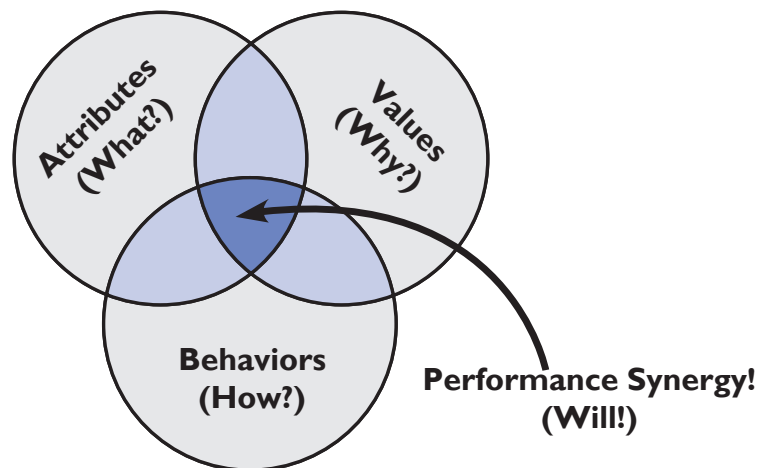 Attributes
(What?)
Values
(Why?)
Behaviors
(How?)
Performance Synergy!
(Will!)